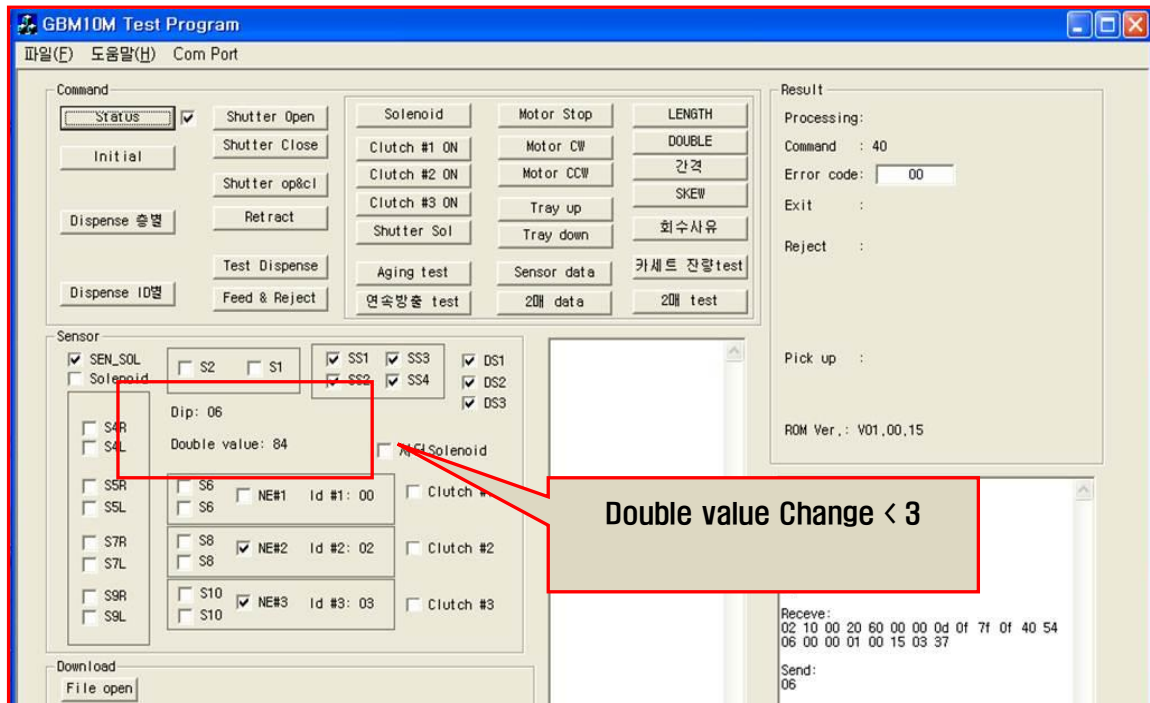 GBM10M Test Program
파일(F) 도움말(H) Com Port
Command
Status
Initial
Dispense 층별
Dispense ID별
Shutter Open
Shutter Close
Shutter op&cl
Retract
Test Dispense
Feed & Reject
Solenoid
Clutch #1 ON
Clutch #2 ON
Clutch #3 ON
Shutter Sol
Aging test
연속방출 test
Motor Stop
Motor CW
Motor CCW
Tray up
Tray down
Sensor data
2매 data
LENGTH
DOUBLE
간격
SKEW
회수사유
카세트 잔량test
2매 test
Result
Processing:
Command : 40
Error code: 00
Exit :
Reject :
Pick up :
ROM Ver.: V01.00.15
Sensor
SEN_SOL
Solenoid
S2 S1
SS1 SS3
SS2 SS4
DS1
DS2
DS3
Dip: 06
Double value: 84
Solenoid
S4R
S4L
S5R
S5L
S7R
S7L
S9R
S9L
S6
S6
NE#1 Id #1: 00
Clutch
S8
S8
NE#2 Id #2: 02
Clutch #2
S10
S10
NE#3 Id #3: 03
Clutch #3
Double value Change < 3
Receve:
02 10 00 20 60 00 00 0d 0f 7f 0f 40 54
06 00 00 01 00 15 03 37
Send:
06
Download
File open